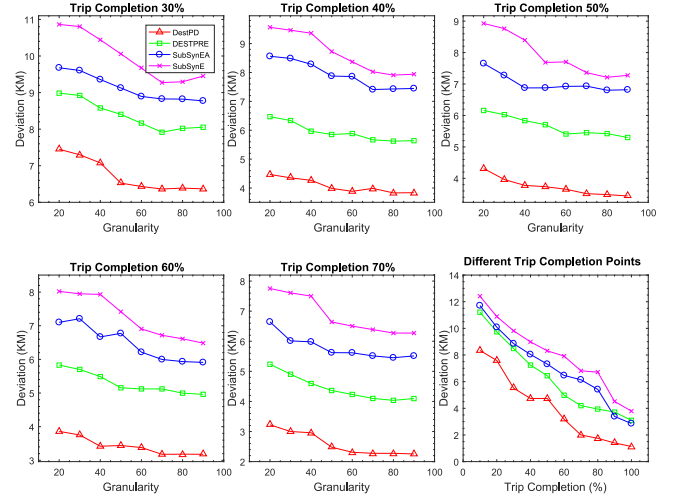 Trip Completion 30%
11
10
9
8
7
6
Deviation (KM)
20 40 60 80 100
Granularity
DestPD
DESTPRE
SubSynEA
SubSynE
Trip Completion 40%
9
8
7
6
5
4
Deviation (KM)
20 40 60 80 100
Granularity
Trip Completion 50%
9
8
7
6
5
4
Deviation (KM)
20 40 60 80 100
Granularity
Trip Completion 60%
8
7
6
5
4
3
Deviation (KM)
20 40 60 80 100
Granularity
Trip Completion 70%
8
7
6
5
4
3
2
Deviation (KM)
20 40 60 80 100
Granularity
Different Trip Completion Points
14
12
10
8
6
4
2
0
Deviation (KM)
0 20 40 60 80 100
Trip Completion (%)